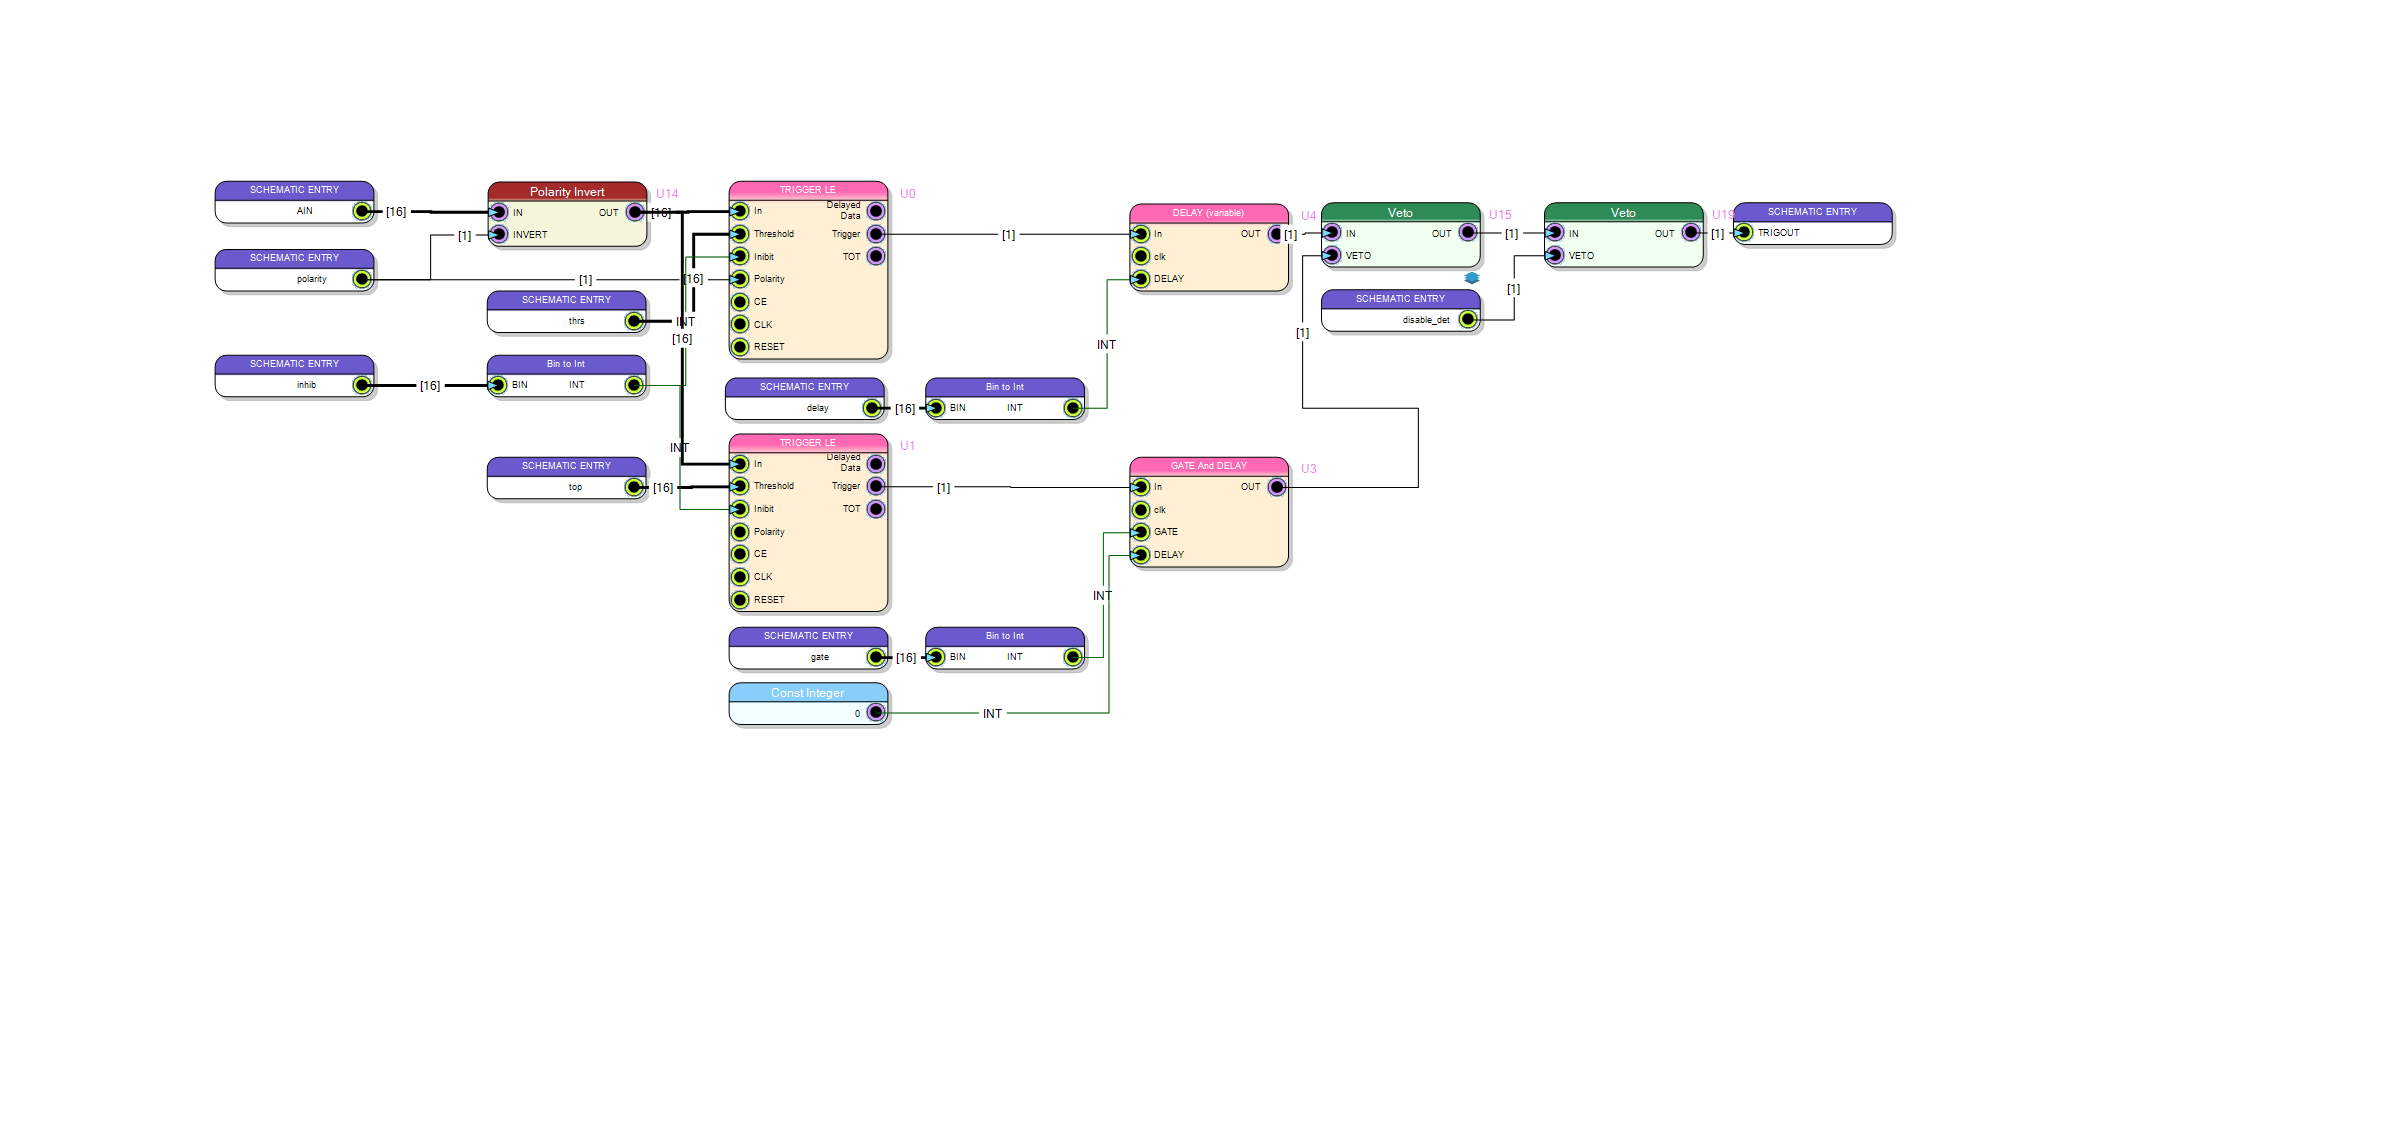 SCHEMATIC ENTRY
AIN
[16]
Polarity Invert
U14
IN
OUT
INVERT
[16]
[1]
SCHEMATIC ENTRY
polarity
[1]
SCHEMATIC ENTRY
thrs
INT
[16]
[16]
SCHEMATIC ENTRY
inhib
[16]
Bin to Int
BIN
INT
INT
SCHEMATIC ENTRY
top
[16]
TRIGGER LE
U0
In
Delayed
Data
Threshold
Trigger
Inibit
TOT
Polarity
CE
CLK
RESET
[1]
SCHEMATIC ENTRY
delay
[16]
Bin to Int
BIN
INT
INT
TRIGGER LE
U1
In
Delayed
Data
Threshold
Trigger
Inibit
TOT
Polarity
CE
CLK
RESET
[1]
SCHEMATIC ENTRY
gate
[16]
Bin to Int
BIN
INT
INT
Const Integer
0
INT
DELAY (variable)
U4
In
OUT
clk
DELAY
[1]
GATE And DELAY
U3
In
OUT
clk
GATE
DELAY
[1]
Veto
U15
IN
OUT
VETO
[1]
SCHEMATIC ENTRY
disable_det
[1]
Veto
U19
IN
OUT
VETO
[1]
SCHEMATIC ENTRY
TRIGOUT